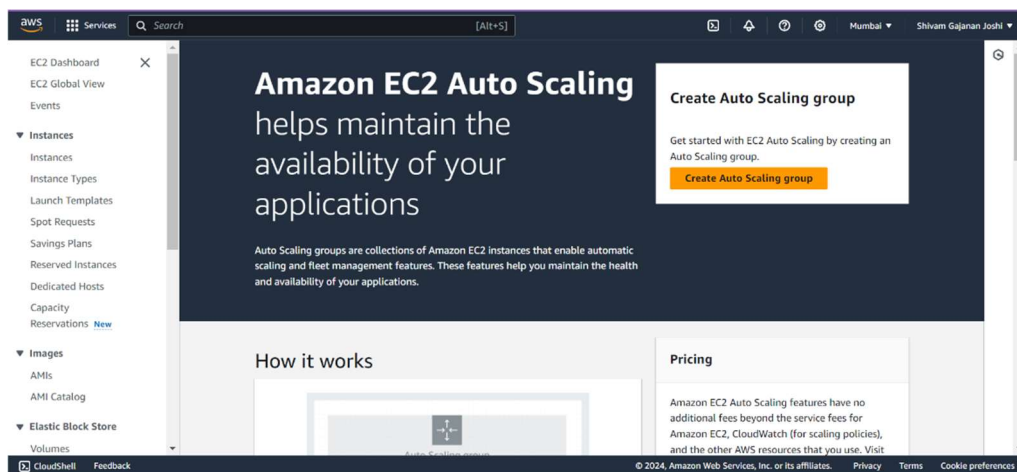 aws
Services
Search
[Alt+S]
Mumbai
Shivam Gajanan Joshi
EC2 Dashboard
EC2 Global View
Events
Instances
Instances
Instance Types
Launch Templates
Spot Requests
Savings Plans
Reserved Instances
Dedicated Hosts
Capacity
Reservations New
Images
AMIs
AMI Catalog
Elastic Block Store
Volumes
Amazon EC2 Auto Scaling
helps maintain the
availability of your
applications
Auto Scaling groups are collections of Amazon EC2 instances that enable automatic
scaling and fleet management features. These features help you maintain the health
and availability of your applications.
Create Auto Scaling group
Get started with EC2 Auto Scaling by creating an
Auto Scaling group.
Create Auto Scaling group
How it works
Auto Scaling group
Pricing
Amazon EC2 Auto Scaling features have no
additional fees beyond the service fees for
Amazon EC2, CloudWatch (for scaling policies),
and the other AWS resources that you use. Visit
CloudShell
Feedback
© 2024, Amazon Web Services, Inc. or its affiliates.
Privacy
Terms
Cookie preferences